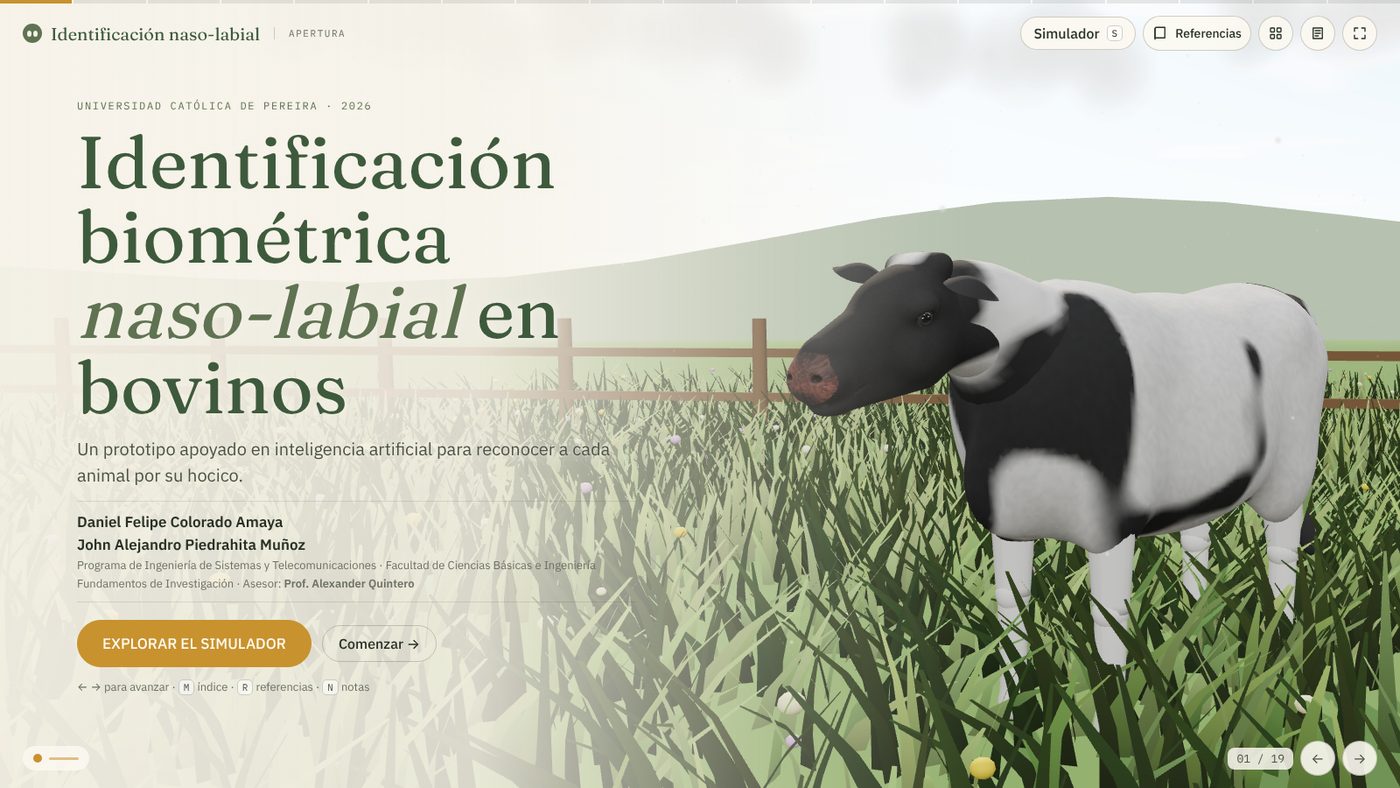 Identificación naso-labial
APERTURA
Simulador S
Referencias
UNIVERSIDAD CATÓLICA DE PEREIRA · 2026
Identificación
biométrica
naso-labial en
bovinos
Un prototipo apoyado en inteligencia artificial para reconocer a cada
animal por su hocico.
Daniel Felipe Colorado Amaya
John Alejandro Piedrahita Muñoz
Programa de Ingeniería de Sistemas y Telecomunicaciones · Facultad de Ciencias Básicas e Ingeniería
Fundamentos de Investigación · Asesor: Prof. Alexander Quintero
EXPLORAR EL SIMULADOR
Comenzar →
← → para avanzar · M índice · R referencias · N notas
01 / 19
← →